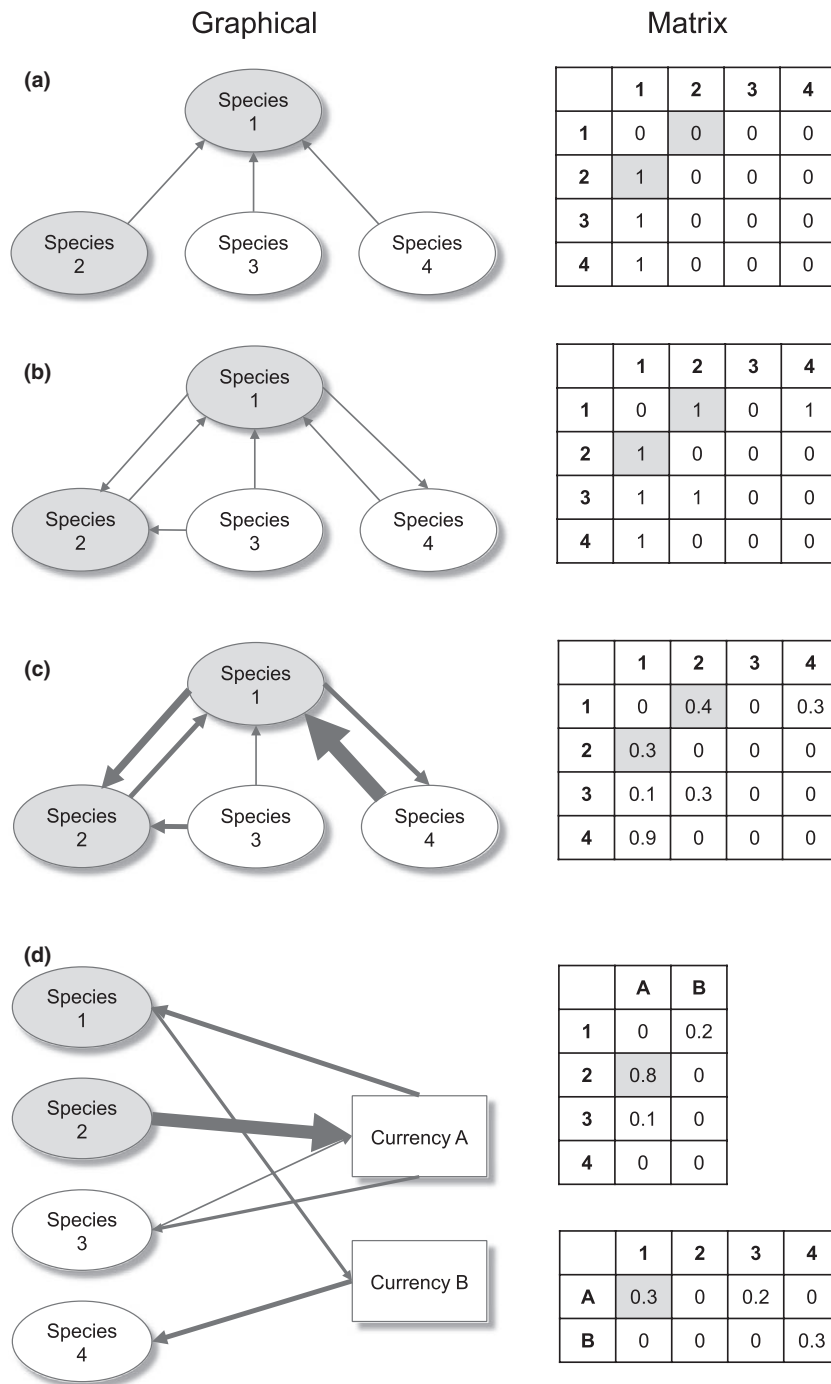 Graphical Matrix
(a)
Species
1
Species
2
Species
3
Species
4
1 2 3 4
1 0 0 0 0
2 1 0 0 0
3 1 0 0 0
4 1 0 0 0
(b)
Species
1
Species
2
Species
3
Species
4
1 2 3 4
1 0 1 0 1
2 1 0 0 0
3 1 1 0 0
4 1 0 0 0
(c)
Species
1
Species
2
Species
3
Species
4
1 2 3 4
1 0 0.4 0 0.3
2 0.3 0 0 0
3 0.1 0.3 0 0
4 0.9 0 0 0
(d)
Species
1
Species
2
Species
3
Species
4
Currency A
Currency B
A B
1 0 0.2
2 0.8 0
3 0.1 0
4 0 0
1 2 3 4
A 0.3 0 0.2 0
B 0 0 0 0.3